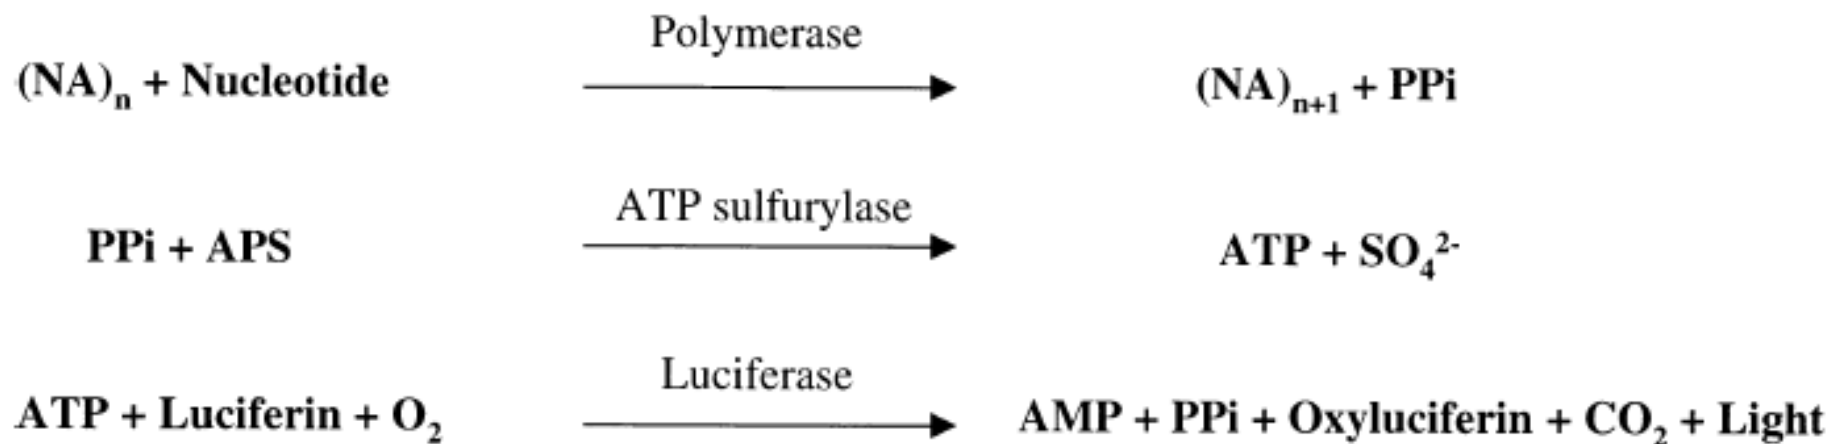 Polymerase
(NA)n + Nucleotide (NA)n+1 + PPi
ATP sulfurylase
PPi + APS ATP + SO₄²⁻
Luciferase
ATP + Luciferin + O₂ AMP + PPi + Oxyluciferin + CO₂ + Light